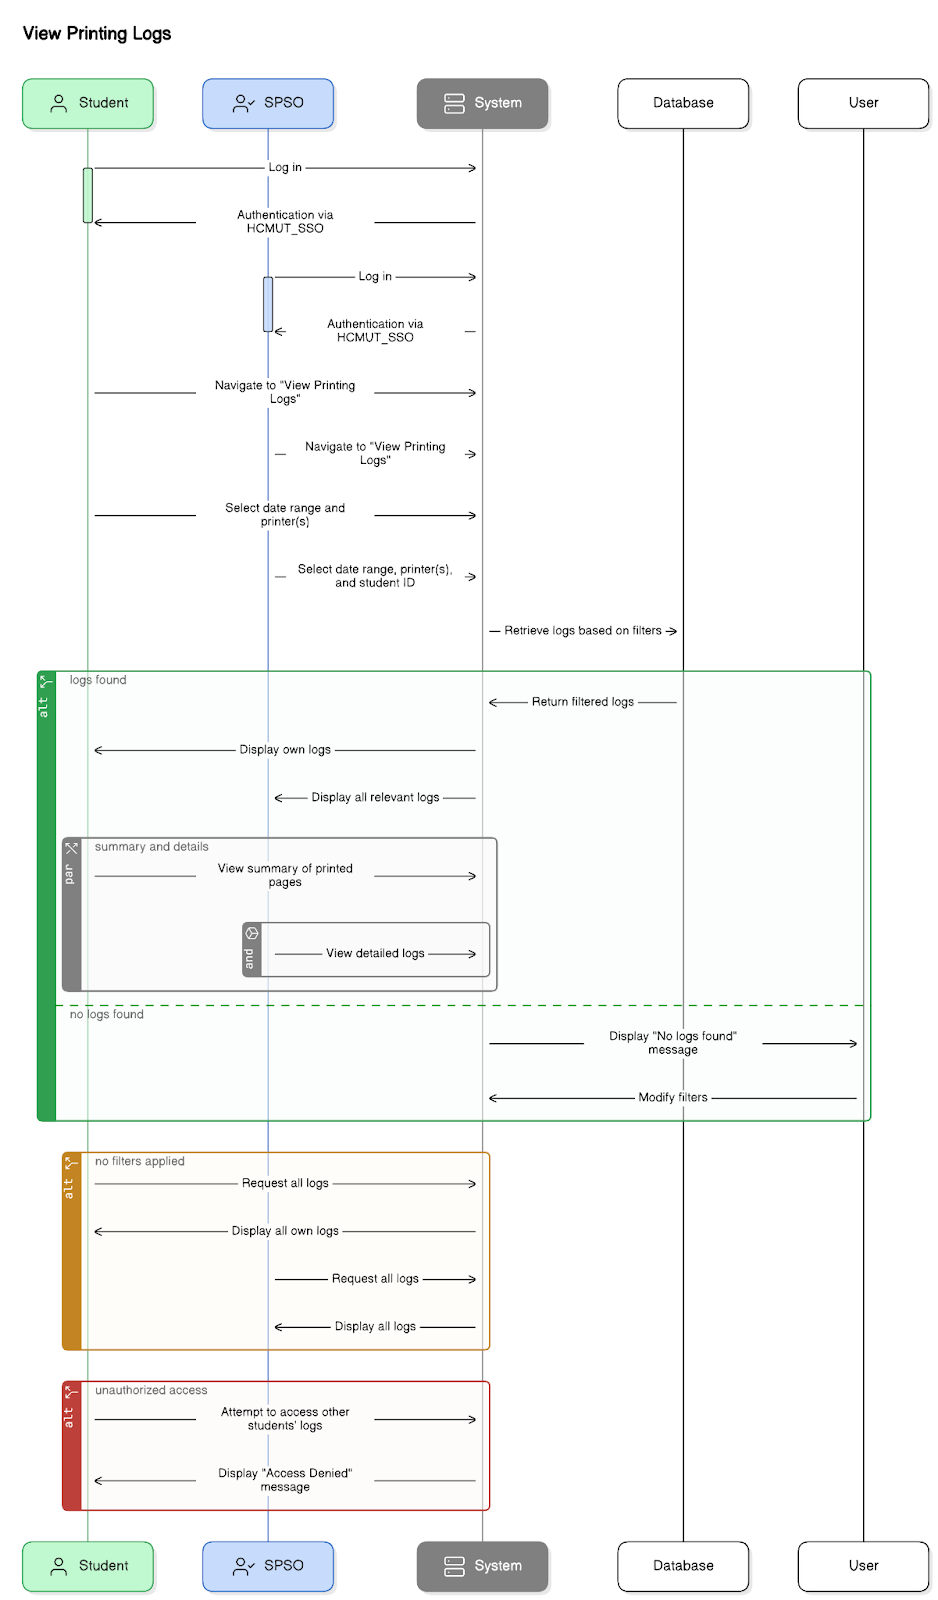 View Printing Logs
Student
SPSO
System
Database
User
Log in
Authentication via
HCMUT_SSO
Log in
Authentication via
HCMUT_SSO
Navigate to "View Printing
Logs"
Navigate to "View Printing
Logs"
Select date range and
printer(s)
Select date range, printer(s),
and student ID
Retrieve logs based on filters
alt
logs found
Return filtered logs
Display own logs
Display all relevant logs
par
summary and details
View summary of printed
pages
and
View detailed logs
no logs found
Display "No logs found"
message
Modify filters
alt
no filters applied
Request all logs
Display all own logs
Request all logs
Display all logs
alt
unauthorized access
Attempt to access other
students' logs
Display "Access Denied"
message
Student
SPSO
System
Database
User